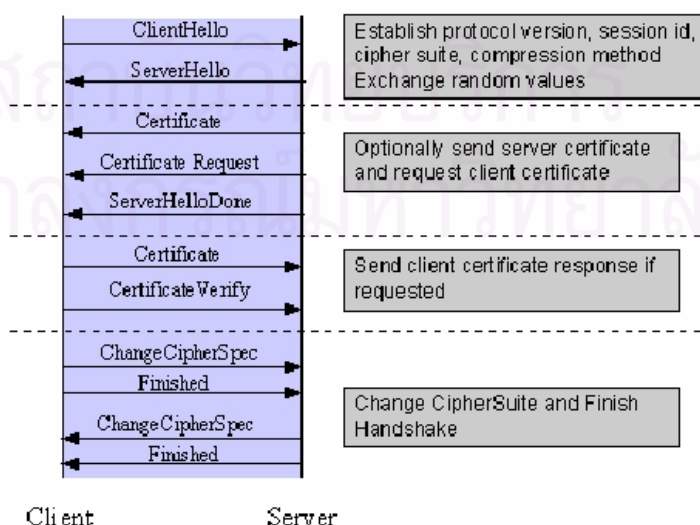 ClientHello
ServerHello
Establish protocol version, session id,
cipher suite, compression method
Exchange random values
Certificate
Certificate Request
ServerHelloDone
Optionally send server certificate
and request client certificate
Certificate
CertificateVerify
Send client certificate response if
requested
ChangeCipherSpec
Finished
ChangeCipherSpec
Finished
Change CipherSuite and Finish
Handshake
Client
Server